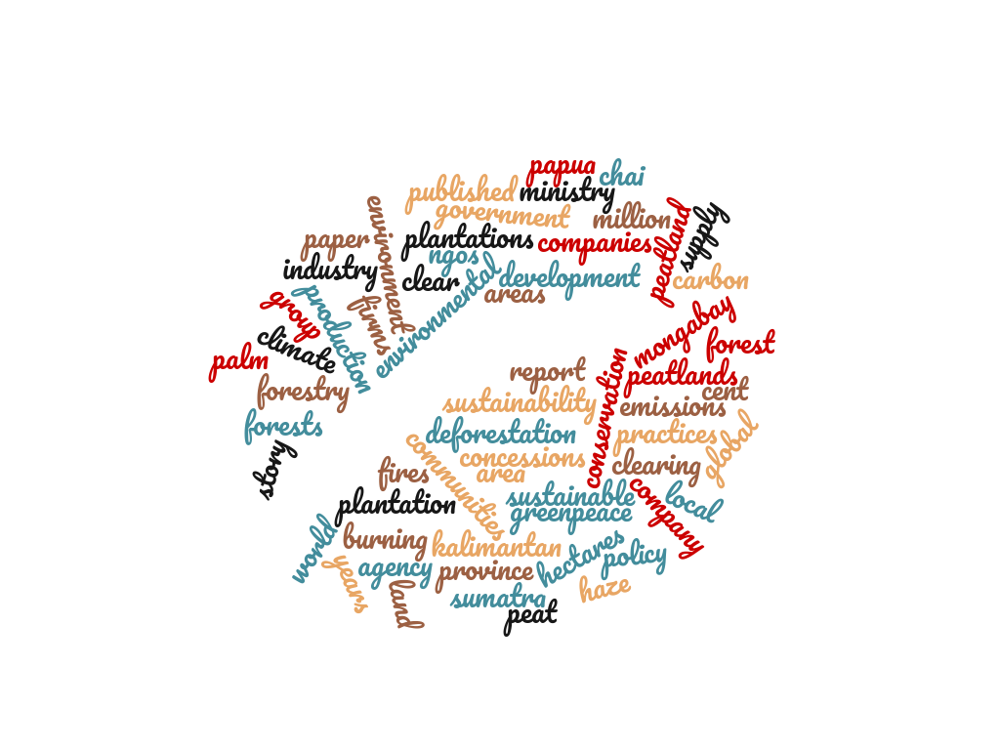 papua
chai
published
ministry
government
million
environment
paper
plantations
companies
peatland
supply
ngos
industry
clear
environmental
development
areas
carbon
group
production
firms
climate
mongabay
forest
palm
report
conservation
peatlands
cent
forestry
sustainability
emissions
forests
deforestation
practices
global
story
communities
concessions
area
clearing
fires
sustainable
greenpeace
company
local
plantation
world
burning
kalimantan
hectares
policy
years
agency
province
haze
land
sumatra
peat